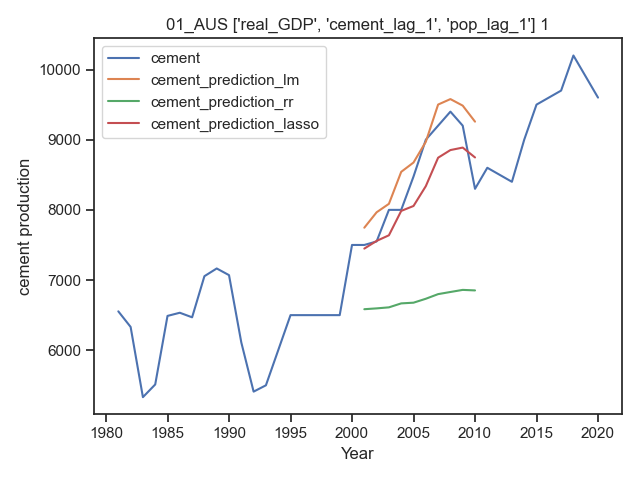 01_AUS ['real_GDP', 'cement_lag_1', 'pop_lag_1'] 1
cement
cement_prediction_lm
cement_prediction_rr
cement_prediction_lasso
cement production
10000
9000
8000
7000
6000
1980 1985 1990 1995 2000 2005 2010 2015 2020
Year